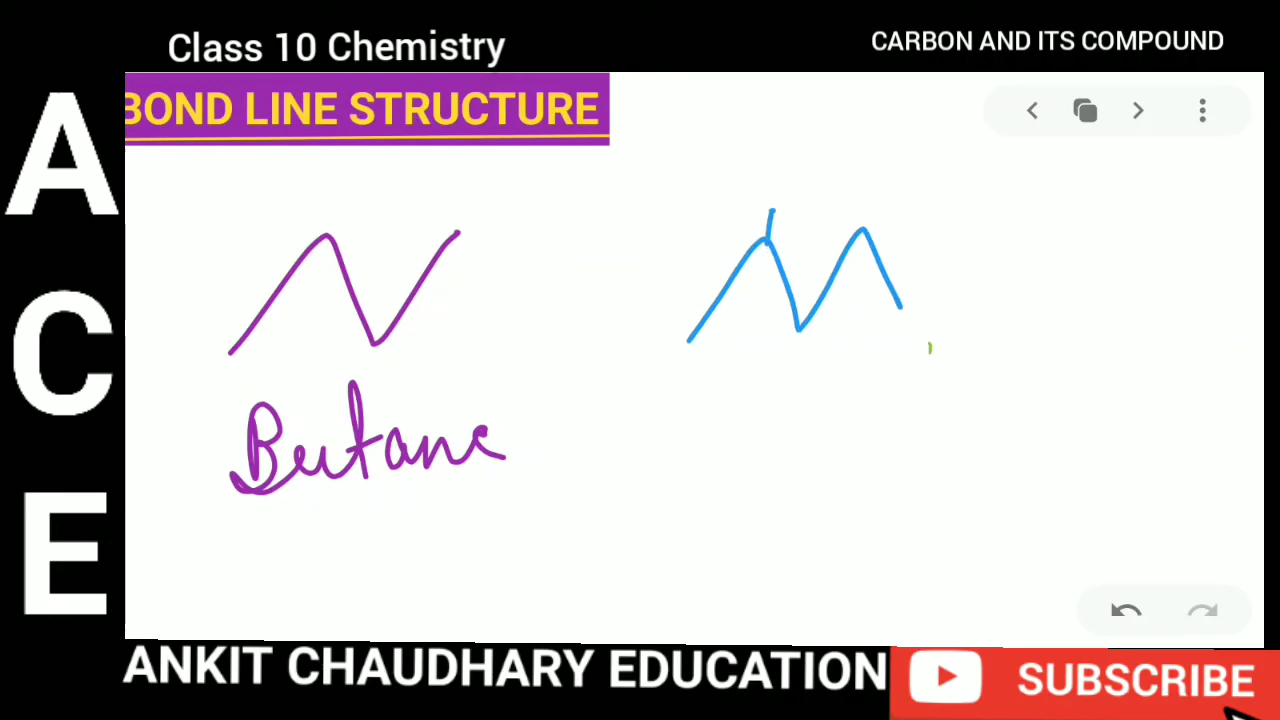 Class 10 Chemistry
CARBON AND ITS COMPOUND
A
C
E
BOND LINE STRUCTURE
Butane
ANKIT CHAUDHARY EDUCATION
SUBSCRIBE